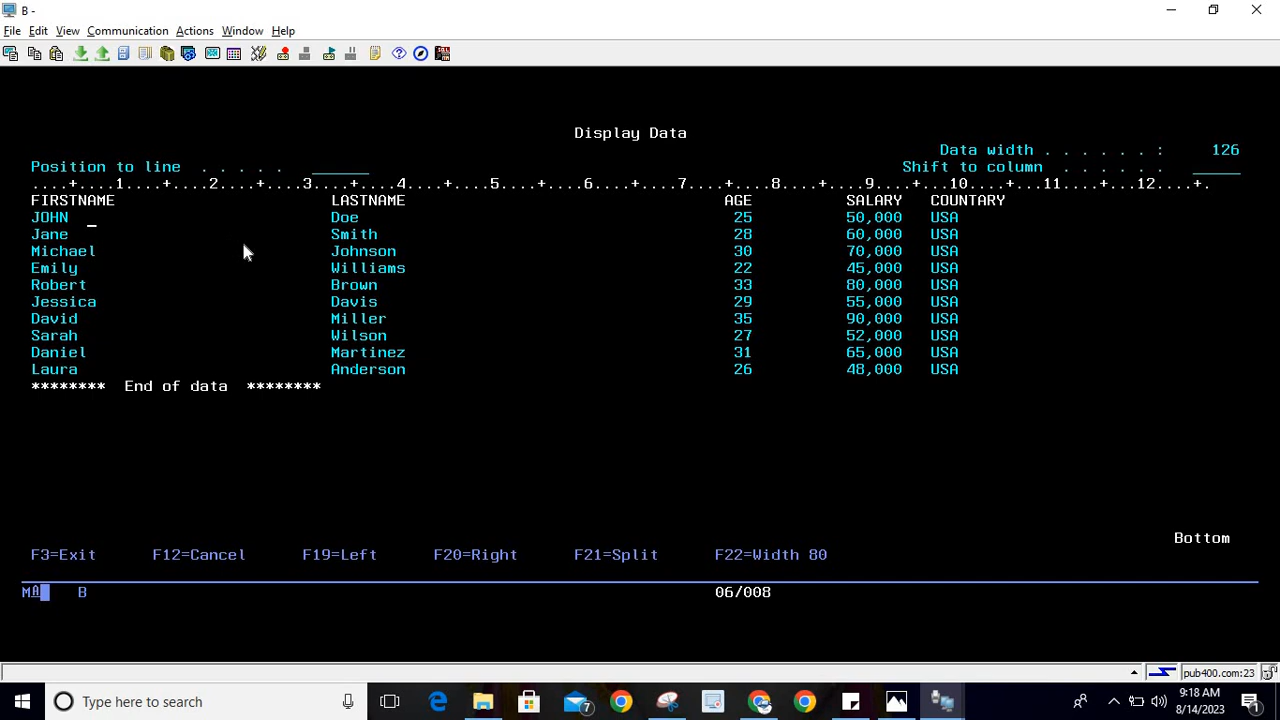 B -
File Edit View Communication Actions Window Help
Display Data
Data width . . . . . . : 126
Position to line . . . . . Shift to column . . . . . .
....+....1....+....2....+....3....+....4....+....5....+....6....+....7....+....8....+....9....+...10....+...11....+...12....+.
FIRSTNAME LASTNAME AGE SALARY COUNTARY
JOHN Doe 25 50,000 USA
Jane Smith 28 60,000 USA
Michael Johnson 30 70,000 USA
Emily Williams 22 45,000 USA
Robert Brown 33 80,000 USA
Jessica Davis 29 55,000 USA
David Miller 35 90,000 USA
Sarah Wilson 27 52,000 USA
Daniel Martinez 31 65,000 USA
Laura Anderson 26 48,000 USA
******** End of data ********
Bottom
F3=Exit F12=Cancel F19=Left F20=Right F21=Split F22=Width 80
MA B 06/008
pub400.com:23
Type here to search 7 9:18 AM
8/14/2023 1